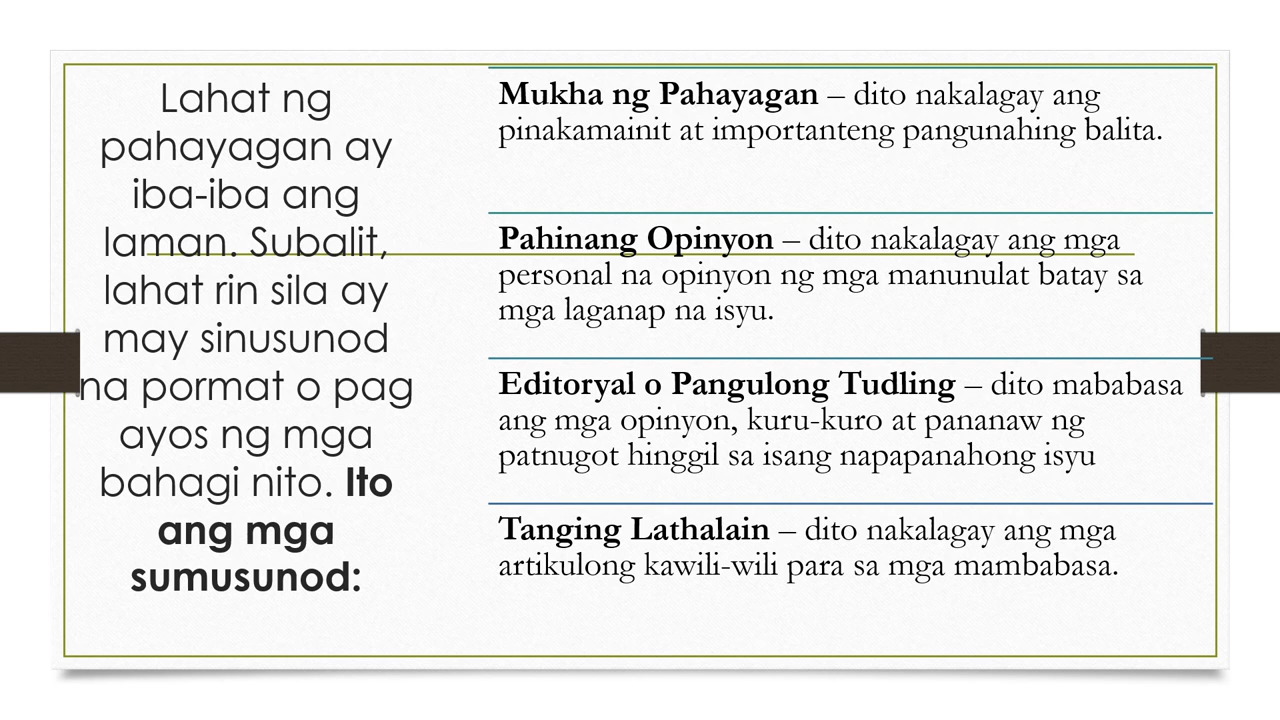 Lahat ng
pahayagan ay
iba-iba ang
laman. Subalit,
lahat rin sila ay
may sinusunod
na pormat o pag
ayos ng mga
bahagi nito. Ito
ang mga
sumusunod:
Mukha ng Pahayagan – dito nakalagay ang
pinakamainit at importanteng pangunahing balita.
Pahinang Opinyon – dito nakalagay ang mga
personal na opinyon ng mga manunulat batay sa
mga laganap na isyu.
Editoryal o Pangulong Tudling – dito mababasa
ang mga opinyon, kuru-kuro at pananaw ng
patnugot hinggil sa isang napapanahong isyu
Tanging Lathalain – dito nakalagay ang mga
artikulong kawili-wili para sa mga mambabasa.